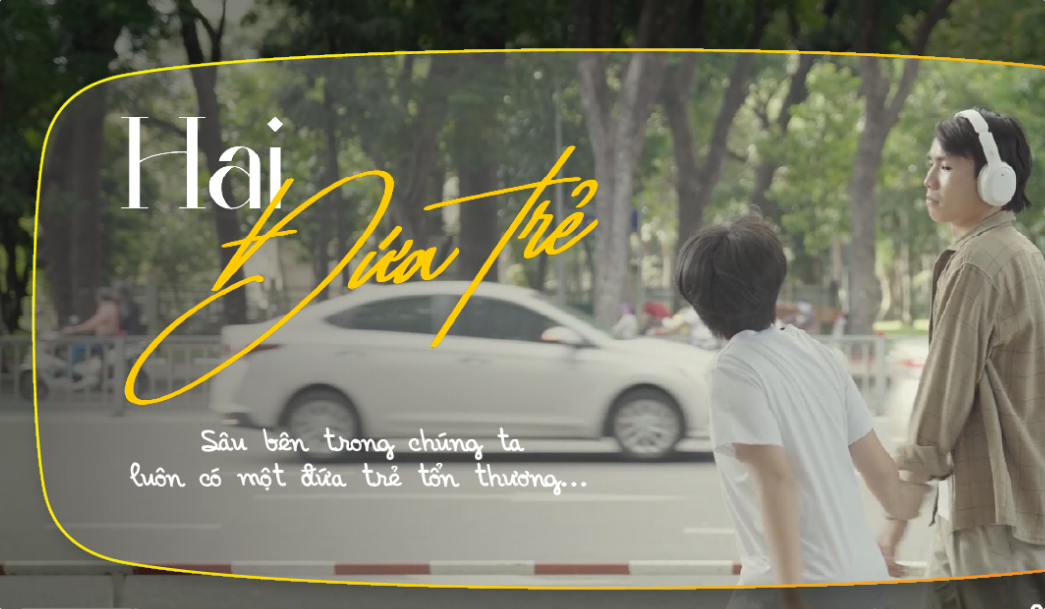 Hai
Đứa trẻ
Sâu bên trong chúng ta
luôn có một đứa trẻ tổn thương...